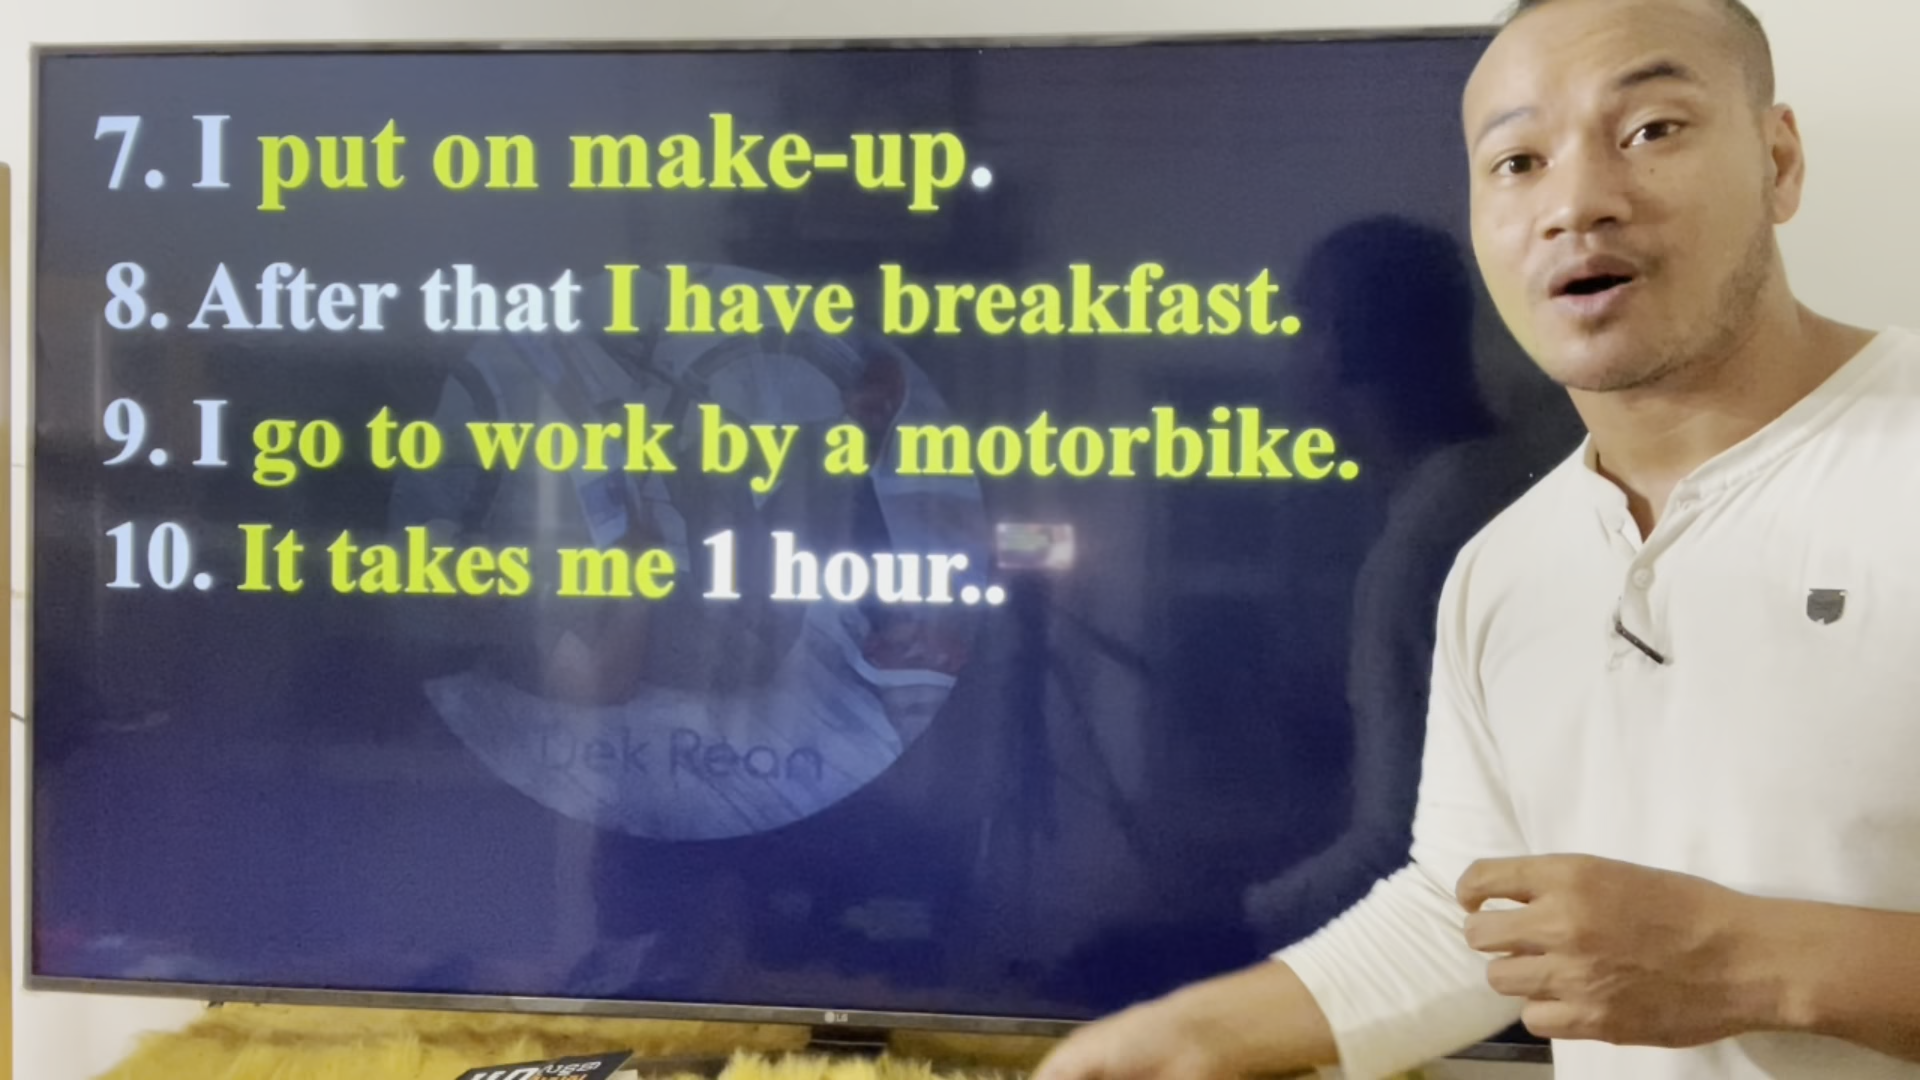 7. I put on make-up.
8. After that I have breakfast.
9. I go to work by a motorbike.
10. It takes me 1 hour..
Dek Rean
LG